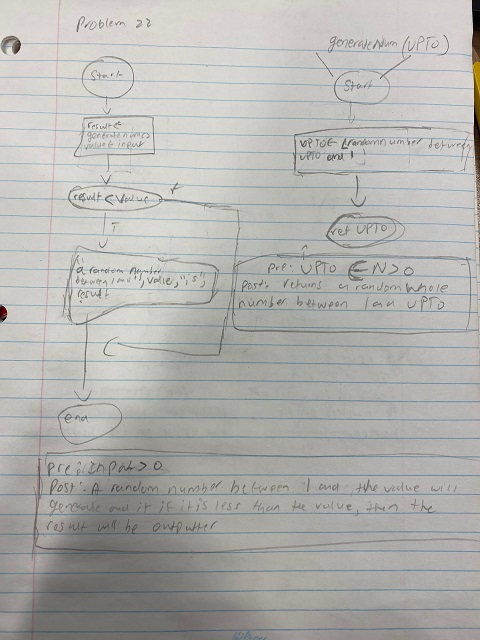 Problem 22
Start
result ←
generatenum()
value ← input
result < Value
F
T
a random number
between 1 and", value, "is",
result
end
pre: Input > 0
Post: A random number between 1 and the value will
generate and if it is less than the value, then the
result will be outputter
generateNum (UPTO)
Start
UPTO ← random number between
UPTO and 1
ret UPTO
pre: UPTO ∈ N > 0
Post: returns a random whole
number between 1 and UPTO